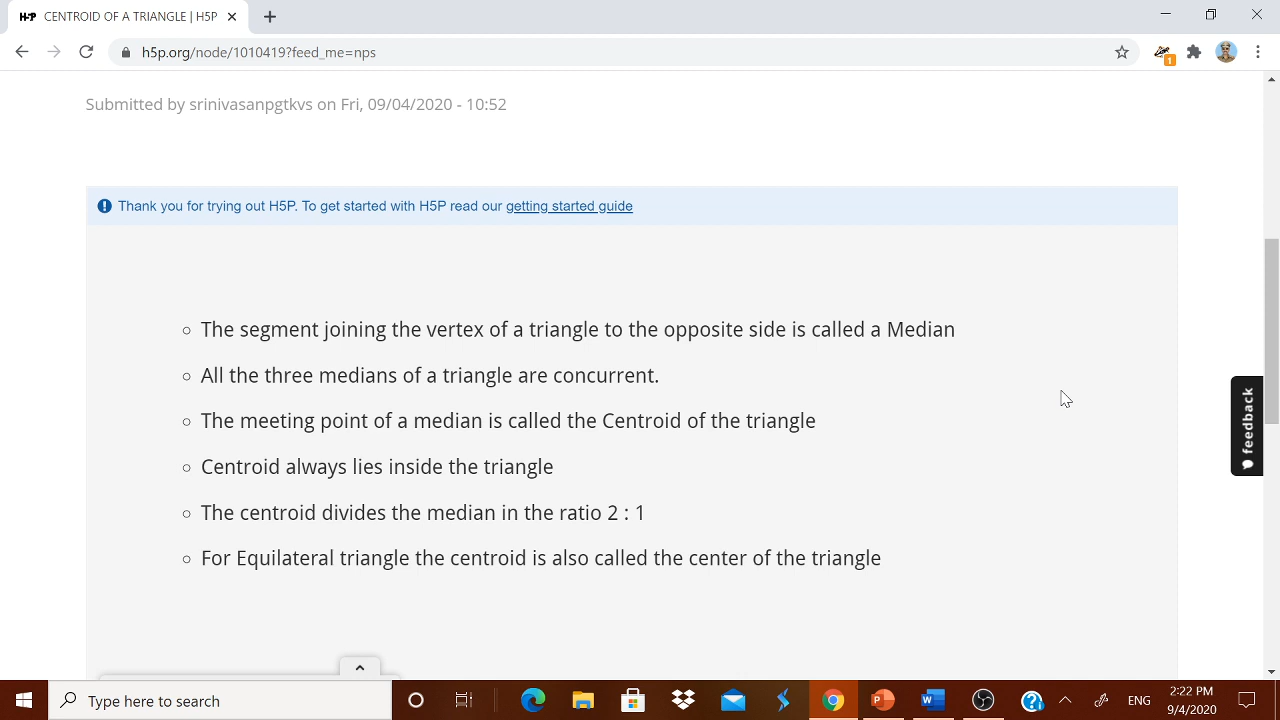 CENTROID OF A TRIANGLE | H5P
h5p.org/node/1010419?feed_me=nps
1
Submitted by srinivasanpgtkvs on Fri, 09/04/2020 - 10:52
Thank you for trying out H5P. To get started with H5P read our getting started guide
The segment joining the vertex of a triangle to the opposite side is called a Median
All the three medians of a triangle are concurrent.
The meeting point of a median is called the Centroid of the triangle
Centroid always lies inside the triangle
The centroid divides the median in the ratio 2 : 1
For Equilateral triangle the centroid is also called the center of the triangle
feedback
Type here to search
ENG
2:22 PM
9/4/2020